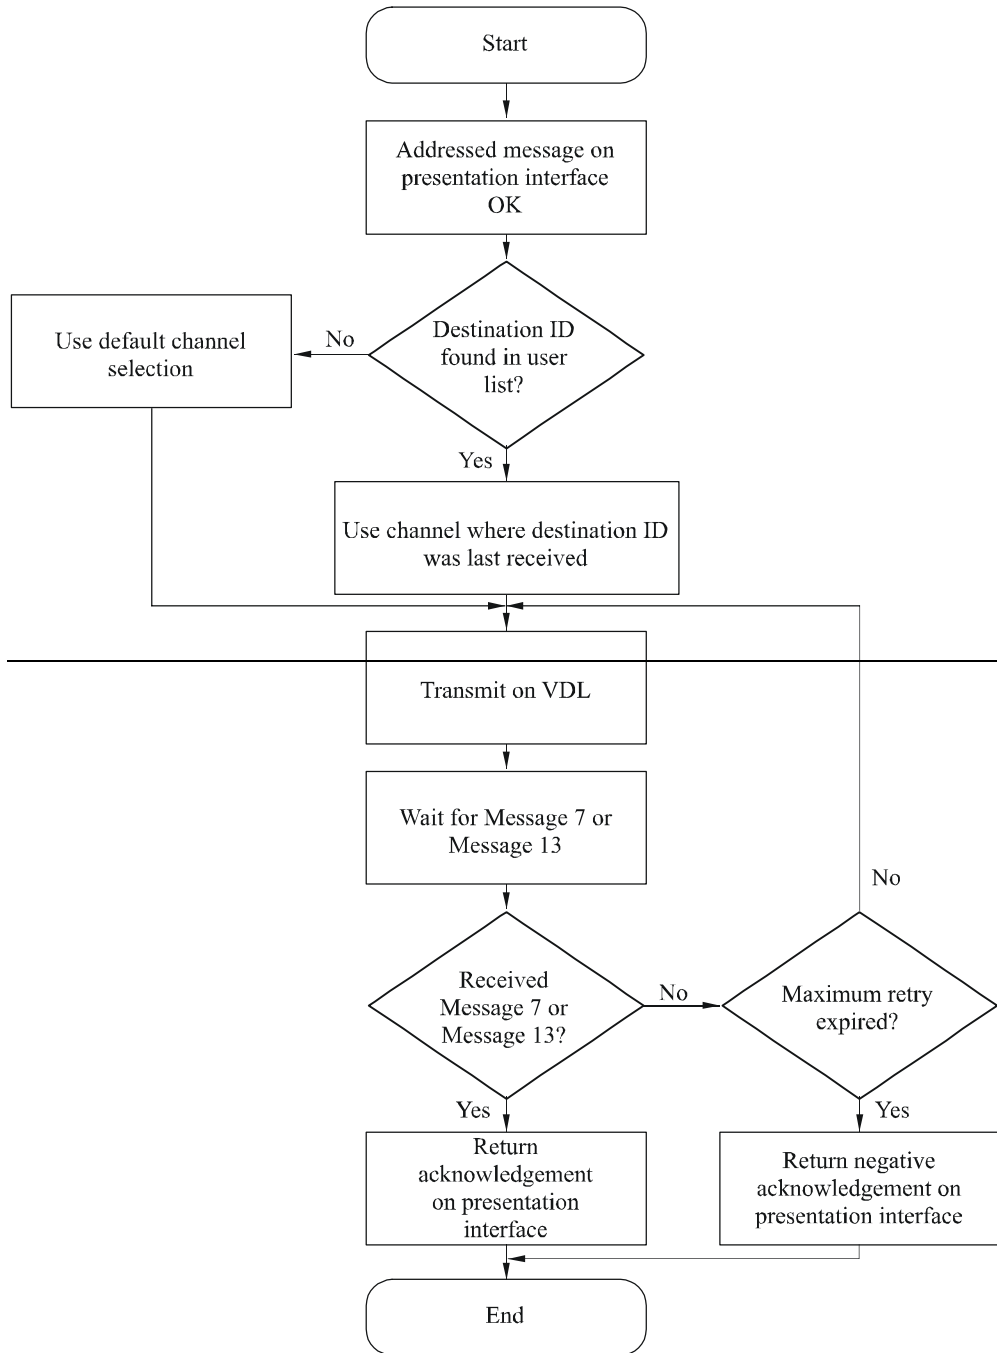 Start
Addressed message on
presentation interface
OK
Destination ID
found in user
list?
No
Use default channel
selection
Yes
Use channel where destination ID
was last received
Transmit on VDL
Wait for Message 7 or
Message 13
No
Received
Message 7 or
Message 13?
No
Maximum retry
expired?
Yes
Yes
Return
acknowledgement
on presentation
interface
Return negative
acknowledgement on
presentation interface
End